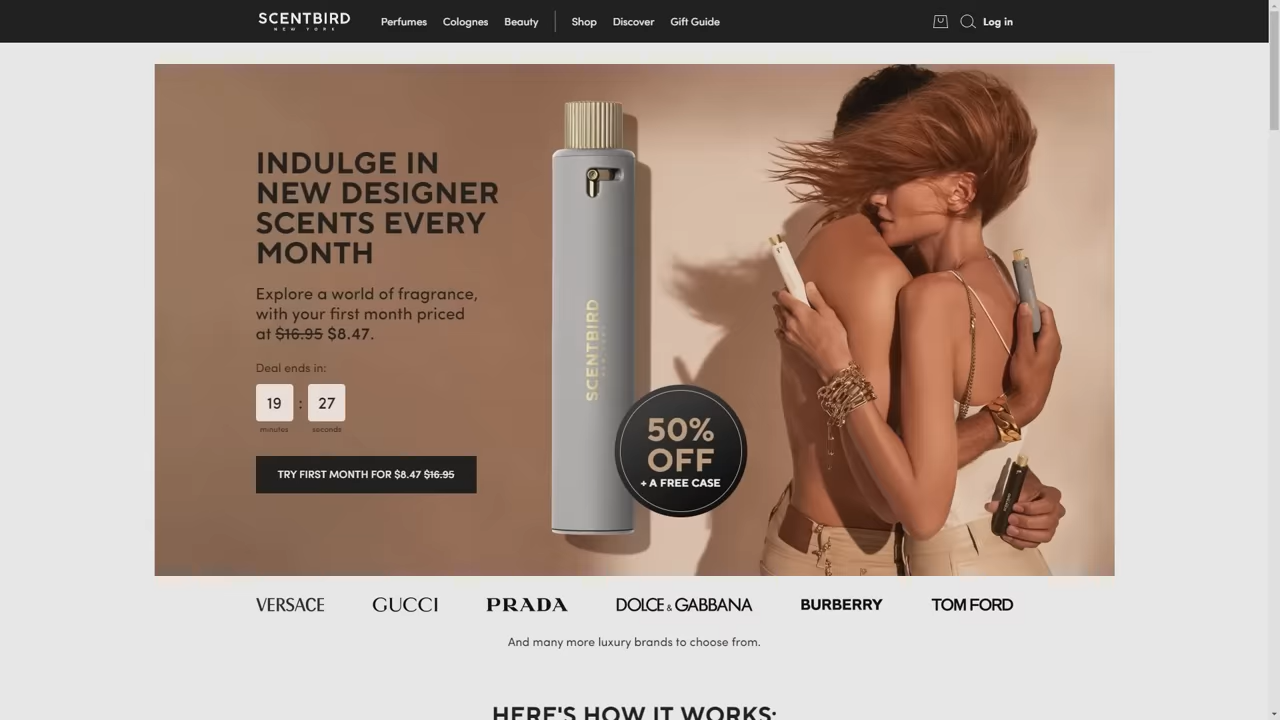 SCENTBIRD
NEW YORK
Perfumes Colognes Beauty Shop Discover Gift Guide Log in
INDULGE IN
NEW DESIGNER
SCENTS EVERY
MONTH
Explore a world of fragrance,
with your first month priced
at $16.95 $8.47.
Deal ends in:
19 : 27
minutes seconds
TRY FIRST MONTH FOR $8.47 $16.95
SCENTBIRD
NEW YORK
50%
OFF
+ A FREE CASE
VERSACE GUCCI PRADA DOLCE & GABBANA BURBERRY TOM FORD
And many more luxury brands to choose from.
HERE'S HOW IT WORKS: